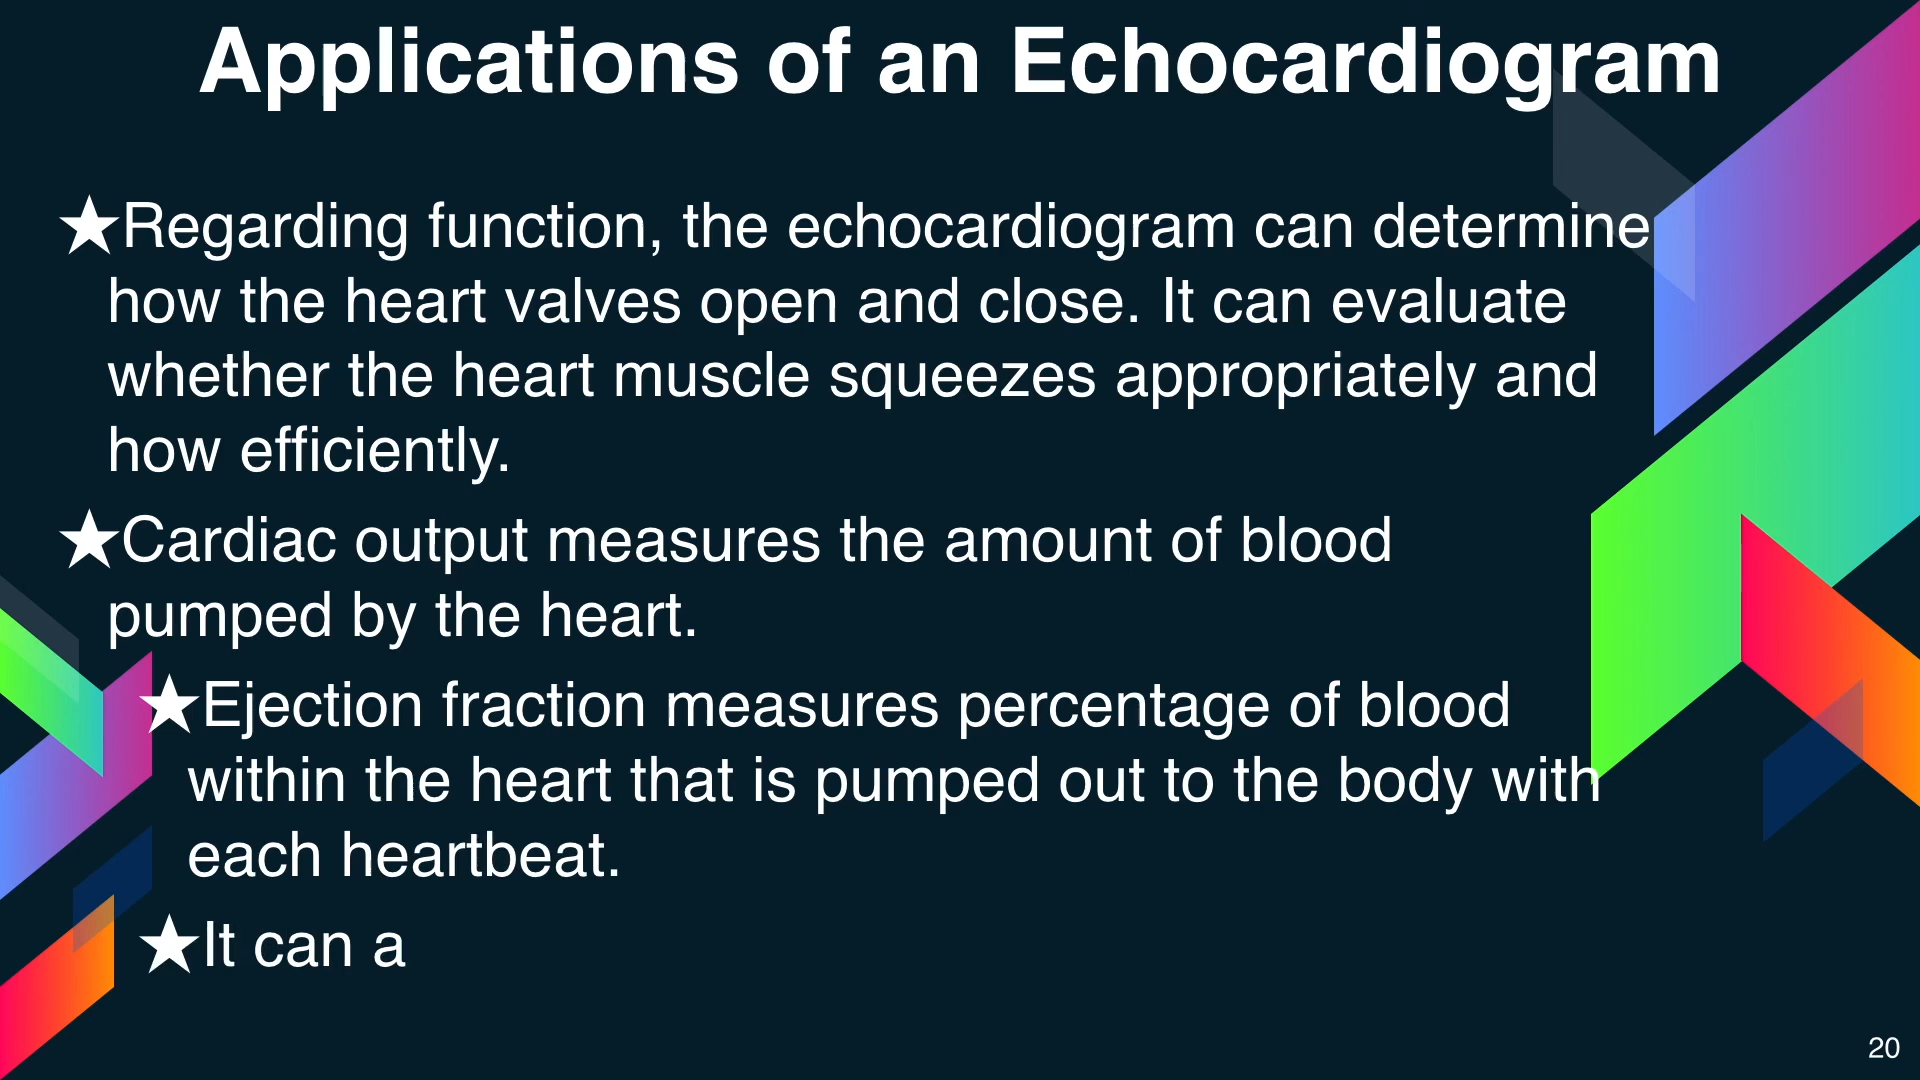 Applications of an Echocardiogram
★Regarding function, the echocardiogram can determine
how the heart valves open and close. It can evaluate
whether the heart muscle squeezes appropriately and
how efficiently.
★Cardiac output measures the amount of blood
pumped by the heart.
★Ejection fraction measures percentage of blood
within the heart that is pumped out to the body with
each heartbeat.
★It can a
20